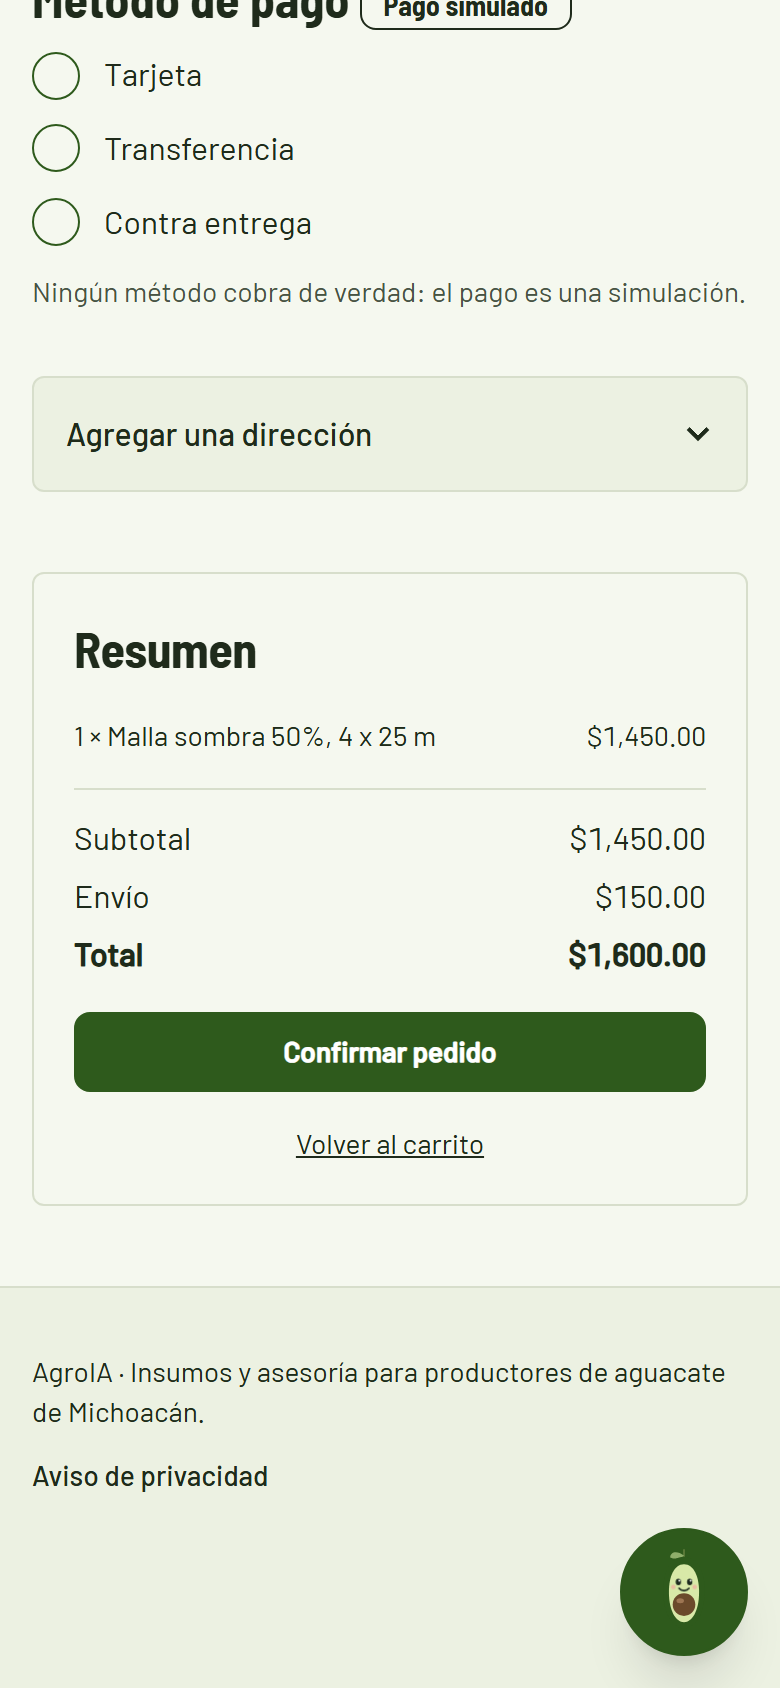 Método de pago Pago simulado
Tarjeta
Transferencia
Contra entrega
Ningún método cobra de verdad: el pago es una simulación.
Agregar una dirección
Resumen
1 × Malla sombra 50%, 4 x 25 m $1,450.00
Subtotal $1,450.00
Envío $150.00
Total $1,600.00
Confirmar pedido
Volver al carrito
AgroIA · Insumos y asesoría para productores de aguacate
de Michoacán.
Aviso de privacidad